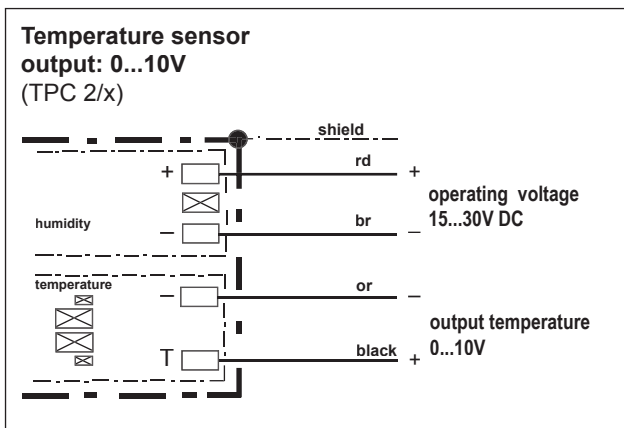 Temperature sensor
output: 0...10V
(TPC 2/x)
shield
+ rd +
operating voltage
15...30V DC
humidity
– br –
temperature
– or –
output temperature
0...10V
T black +